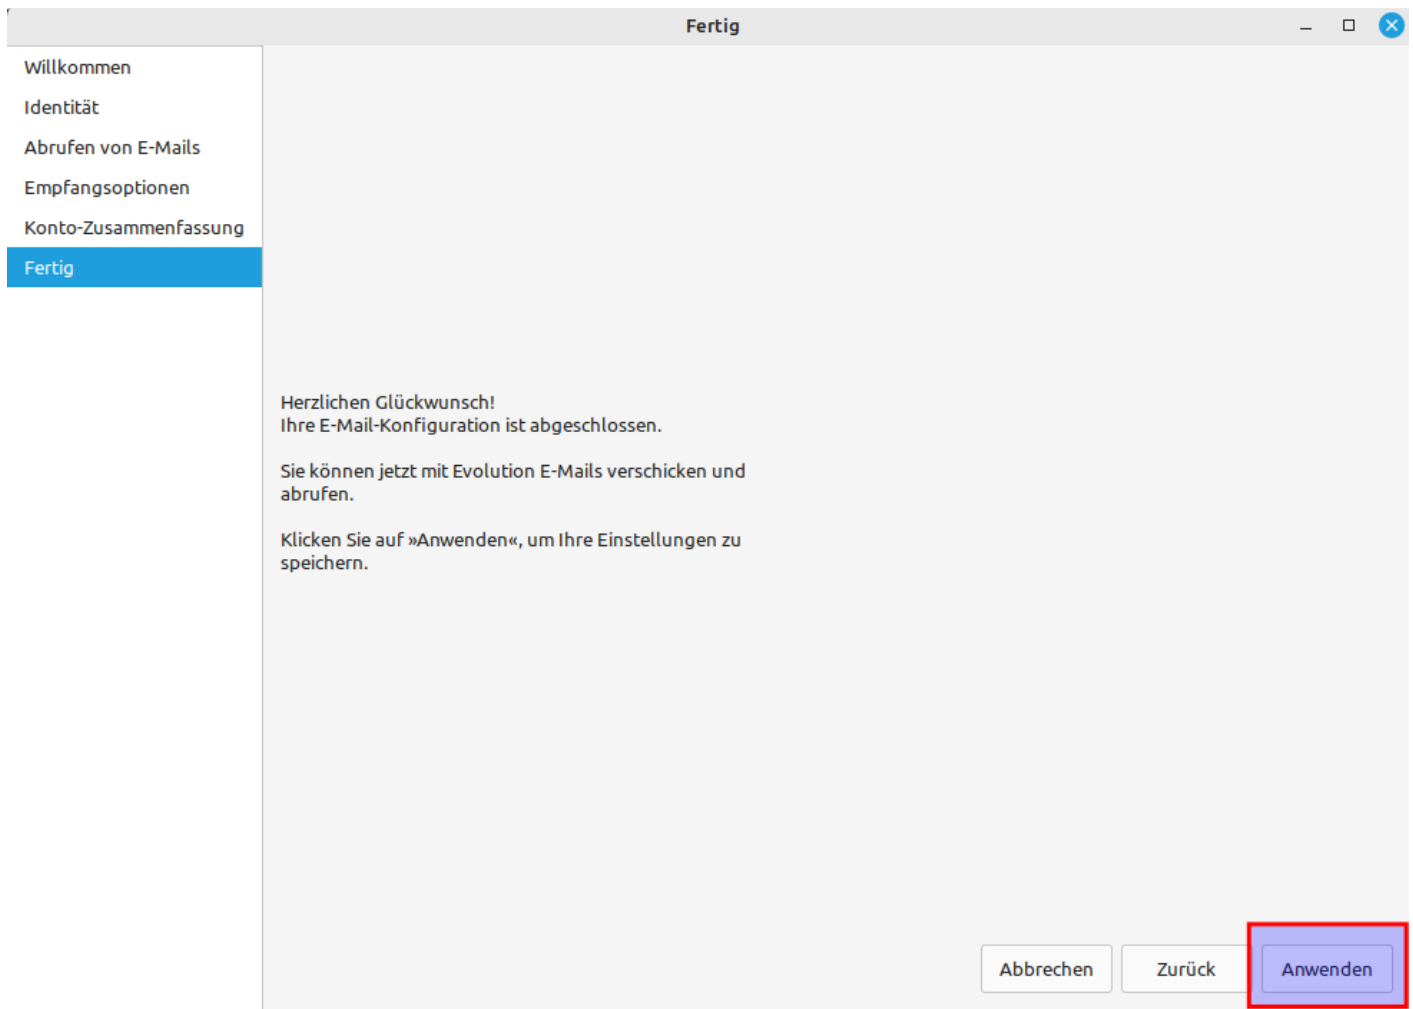 Fertig
Willkommen
Identität
Abrufen von E-Mails
Empfangsoptionen
Konto-Zusammenfassung
Fertig
Herzlichen Glückwunsch!
Ihre E-Mail-Konfiguration ist abgeschlossen.
Sie können jetzt mit Evolution E-Mails verschicken und
abrufen.
Klicken Sie auf »Anwenden«, um Ihre Einstellungen zu
speichern.
Abbrechen
Zurück
Anwenden